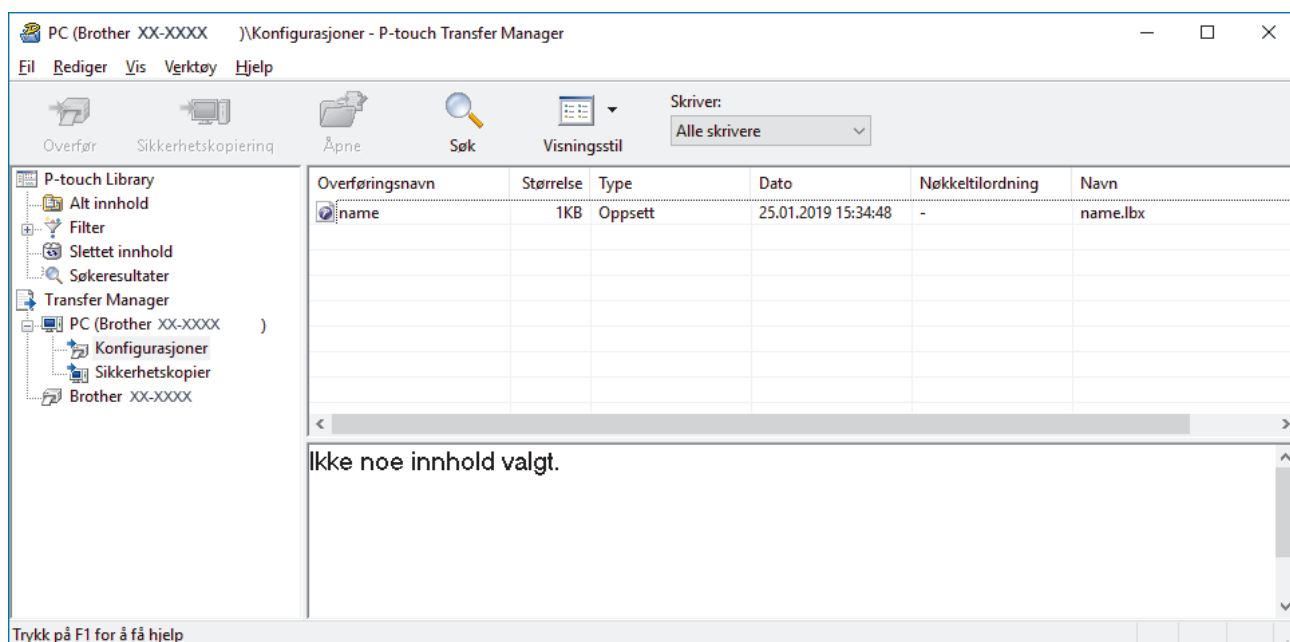 PC (Brother XX-XXXX )\Konfigurasjoner - P-touch Transfer Manager
Fil Rediger Vis Verktøy Hjelp
Overfør Sikkerhetskopiering Åpne Søk Visningsstil
Skriver:
Alle skrivere
P-touch Library
Alt innhold
Filter
Slettet innhold
Søkeresultater
Transfer Manager
PC (Brother XX-XXXX )
Konfigurasjoner
Sikkerhetskopier
Brother XX-XXXX
Overføringsnavn Størrelse Type Dato Nøkkeltilordning Navn
name 1KB Oppsett 25.01.2019 15:34:48 - name.lbx
Ikke noe innhold valgt.
Trykk på F1 for å få hjelp